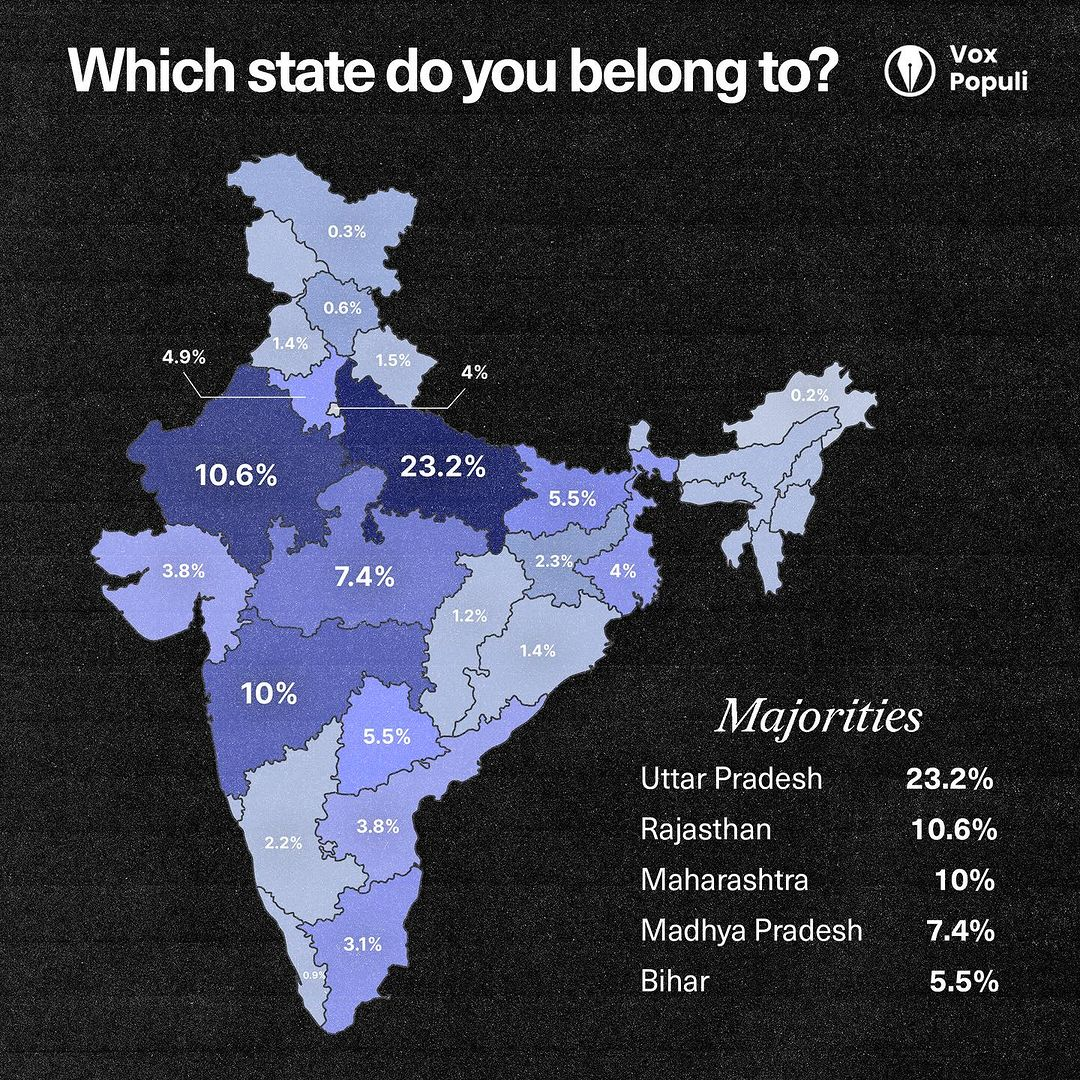 Which state do you belong to?
Vox
Populi
0.3%
0.6%
1.4%
1.5%
4.9%
4%
0.2%
10.6%
23.2%
5.5%
3.8%
7.4%
2.3%
4%
1.2%
1.4%
10%
5.5%
3.8%
2.2%
3.1%
0.9%
Majorities
Uttar Pradesh 23.2%
Rajasthan 10.6%
Maharashtra 10%
Madhya Pradesh 7.4%
Bihar 5.5%